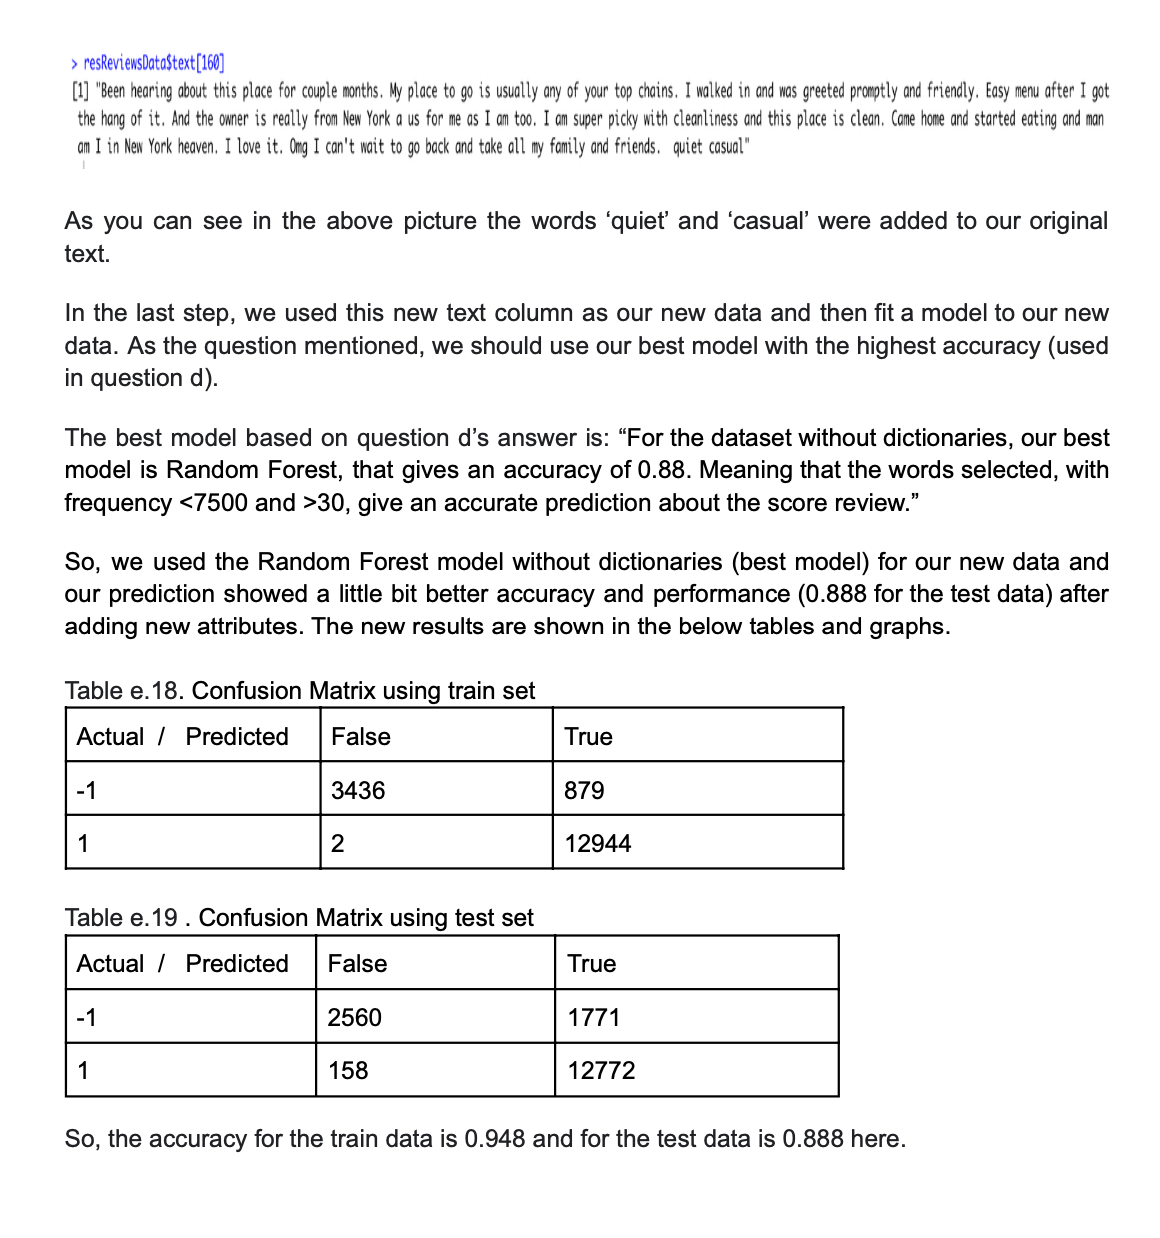 > resReviewsData$text[160]
[1] "Been hearing about this place for couple months. My place to go is usually any of your top chains. I walked in and was greeted promptly and friendly. Easy menu after I got
the hang of it. And the owner is really from New York a us for me as I am too. I am super picky with cleanliness and this place is clean. Came home and started eating and man
am I in New York heaven. I love it. Omg I can't wait to go back and take all my family and friends.  quiet casual"
As you can see in the above picture the words ‘quiet’ and ‘casual’ were added to our original
text.
In the last step, we used this new text column as our new data and then fit a model to our new
data. As the question mentioned, we should use our best model with the highest accuracy (used
in question d).
The best model based on question d’s answer is: “For the dataset without dictionaries, our best
model is Random Forest, that gives an accuracy of 0.88. Meaning that the words selected, with
frequency <7500 and >30, give an accurate prediction about the score review.”
So, we used the Random Forest model without dictionaries (best model) for our new data and
our prediction showed a little bit better accuracy and performance (0.888 for the test data) after
adding new attributes. The new results are shown in the below tables and graphs.
Table e.18. Confusion Matrix using train set
Actual / Predicted False True
-1 3436 879
1 2 12944
Table e.19 . Confusion Matrix using test set
Actual / Predicted False True
-1 2560 1771
1 158 12772
So, the accuracy for the train data is 0.948 and for the test data is 0.888 here.